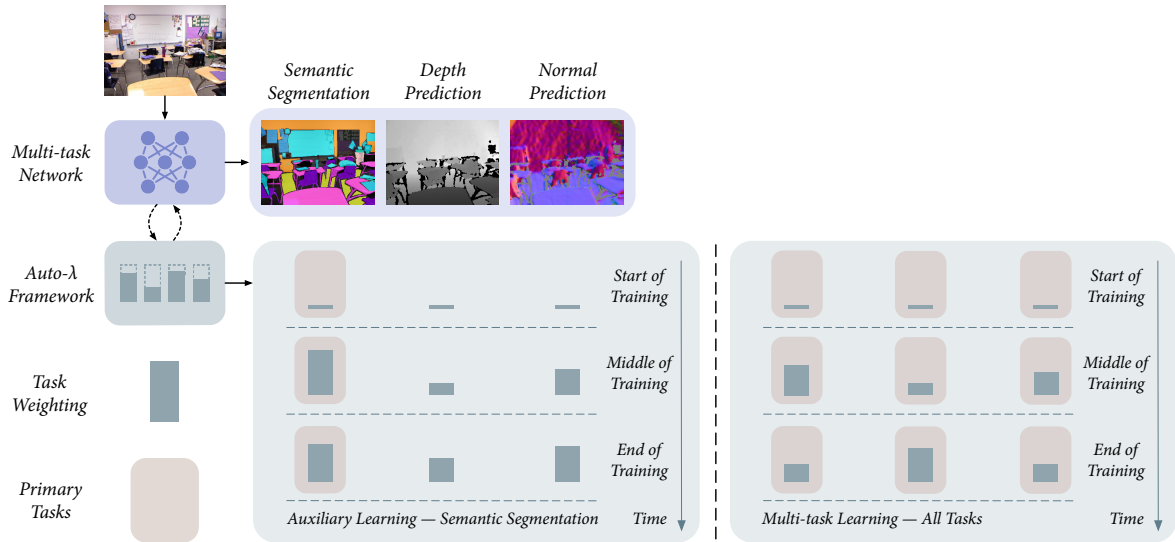 Semantic
Segmentation
Depth
Prediction
Normal
Prediction
Multi-task
Network
Auto-λ
Framework
Task
Weighting
Primary
Tasks
Start of
Training
Middle of
Training
End of
Training
Auxiliary Learning — Semantic Segmentation
Time
Start of
Training
Middle of
Training
End of
Training
Multi-task Learning — All Tasks
Time